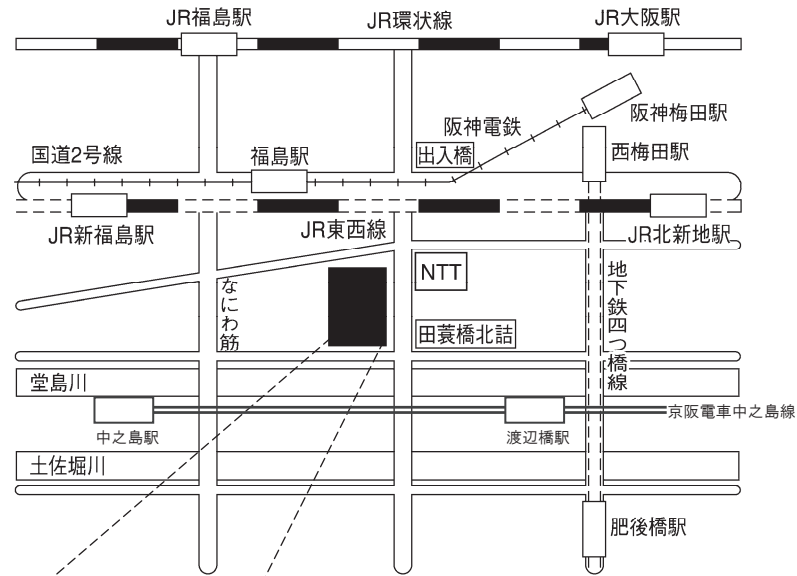 JR福島駅
JR環状線
JR大阪駅
阪神梅田駅
阪神電鉄
国道2号線
福島駅
出入橋
西梅田駅
JR新福島駅
JR東西線
JR北新地駅
NTT
なにわ筋
地下鉄四つ橋線
田蓑橋北詰
堂島川
京阪電車中之島線
中之島駅
渡辺橋駅
土佐堀川
肥後橋駅